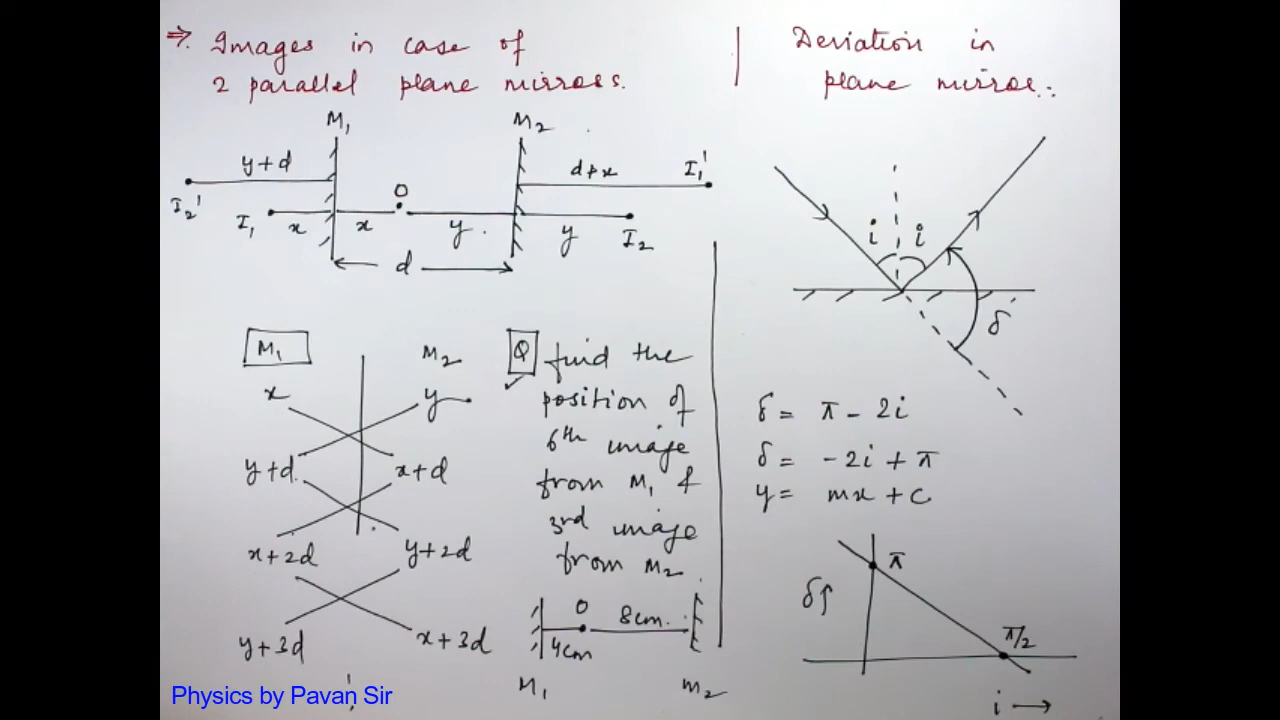 ⇒ Images in case of
2 parallel plane mirrors.
M₁
M₂
y+d
d+x
I₁'
I₂'
O
I₁
x
x
y
y
I₂
d
M₁
M₂
x
y
y+d
x+d
x+2d
y+2d
y+3d
x+3d
Q find the
position of
6th image
from M₁ &
3rd image
from M₂
O
8cm.
4cm
M₁
M₂
Deviation in
plane mirror.
i
i
δ
δ = π - 2i
δ = -2i + π
y = mx + c
π
δ↑
π/2
i →
Physics by Pavan Sir